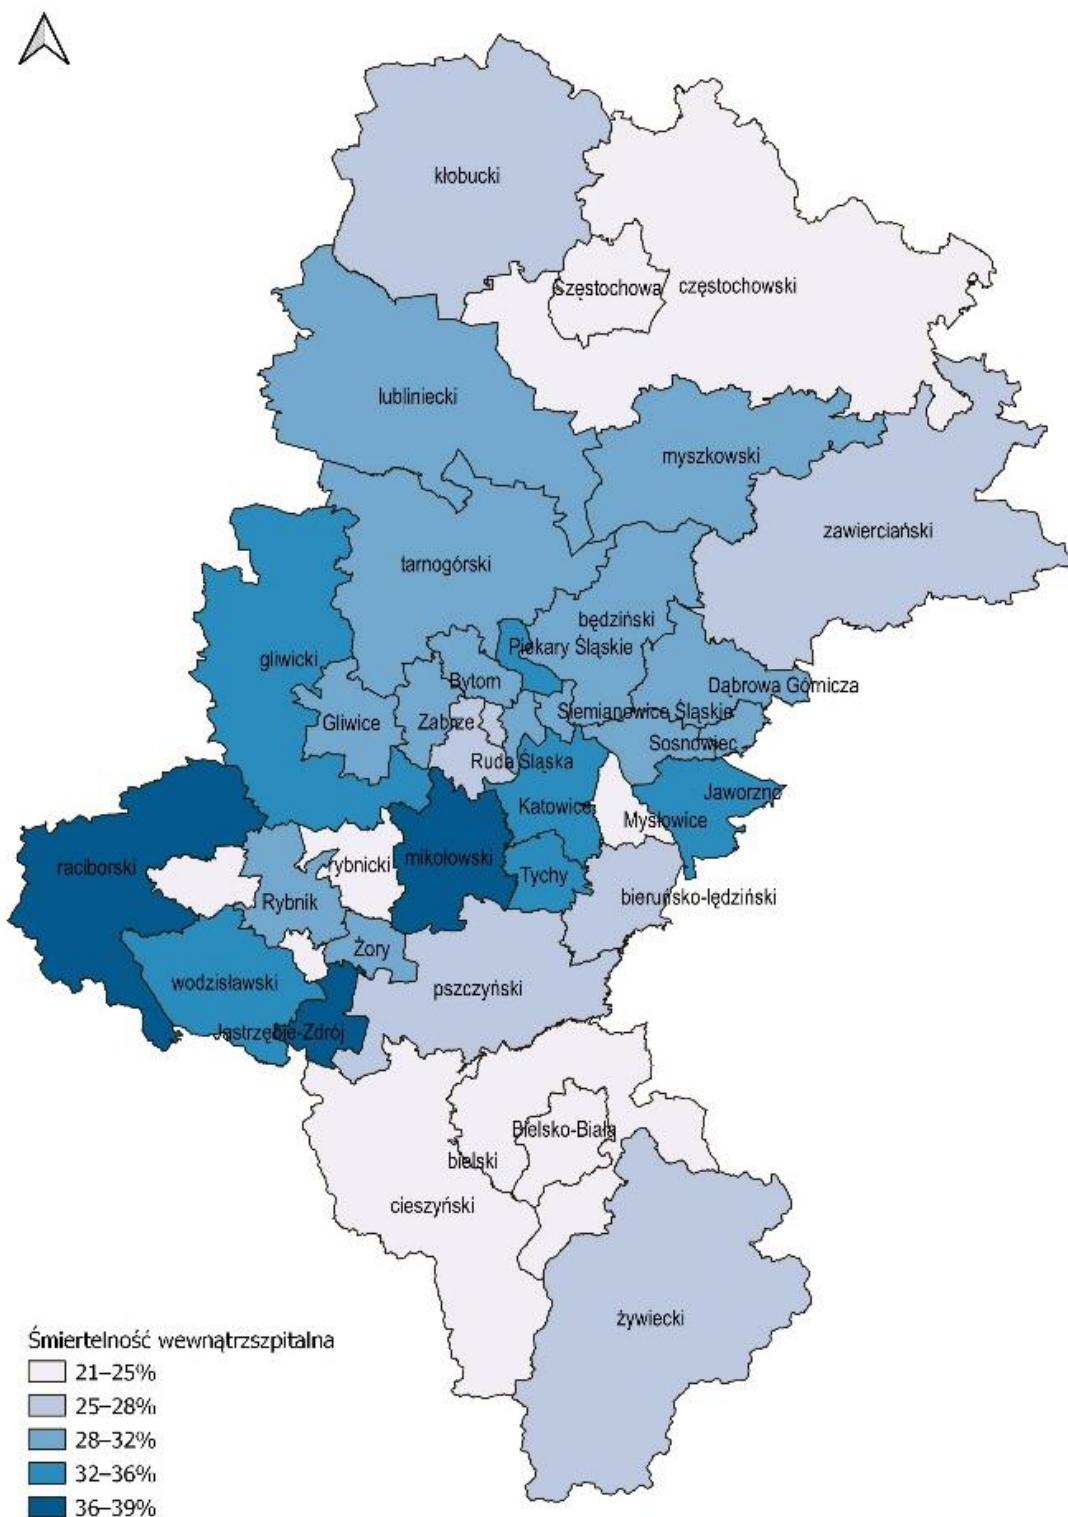 kłobucki
Częstochowa
częstochowski
lubliniecki
myszkowski
zawierciański
tarnogórski
będziński
Piekary Śląskie
gliwicki
Bytom
Dąbrowa Górnicza
Gliwice
Zabrze
Siemianowice Śląskie
Sosnowiec
Ruda Śląska
Katowice
Jaworzno
Mysłowice
raciborski
rybnicki
mikołowski
Tychy
bieruńsko-lędziński
Rybnik
Żory
wodzisławski
pszczyński
Jastrzębie-Zdrój
Bielsko-Biała
bielski
cieszyński
żywiecki
Śmiertelność wewnątrzszpitalna
21–25%
25–28%
28–32%
32–36%
36–39%